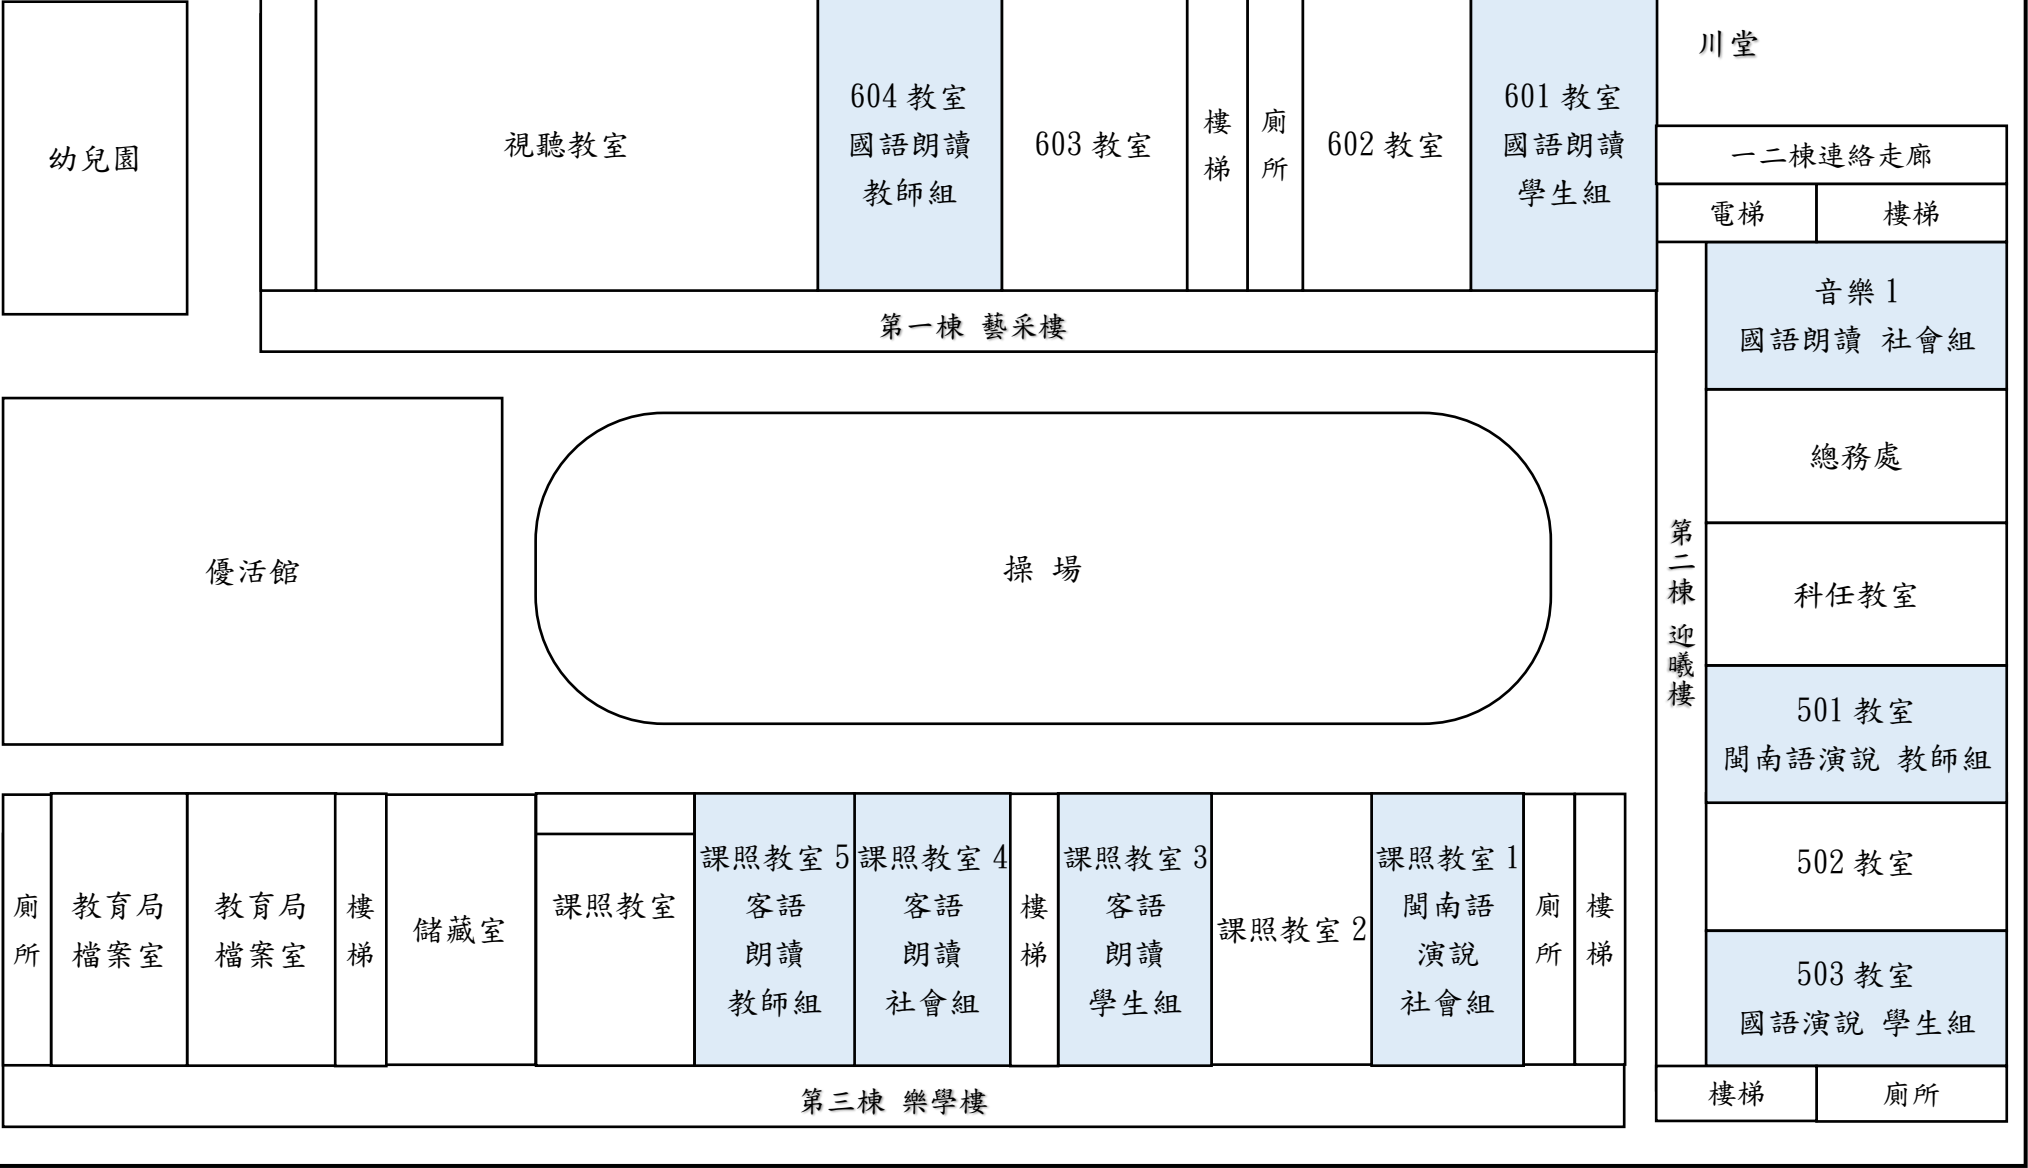 川堂
幼兒園
視聽教室
604 教室
國語朗讀
教師組
603 教室
樓
梯
廁
所
602 教室
601 教室
國語朗讀
學生組
一二棟連絡走廊
電梯
樓梯
第一棟 藝采樓
音樂 1
國語朗讀 社會組
總務處
科任教室
501 教室
閩南語演說 教師組
502 教室
503 教室
國語演說 學生組
第二棟 迎曦樓
樓梯
廁所
優活館
操 場
廁
所
教育局
檔案室
教育局
檔案室
樓
梯
儲藏室
課照教室
課照教室 5
客語
朗讀
教師組
課照教室 4
客語
朗讀
社會組
樓
梯
課照教室 3
客語
朗讀
學生組
課照教室 2
課照教室 1
閩南語
演說
社會組
廁
所
樓
梯
第三棟 樂學樓